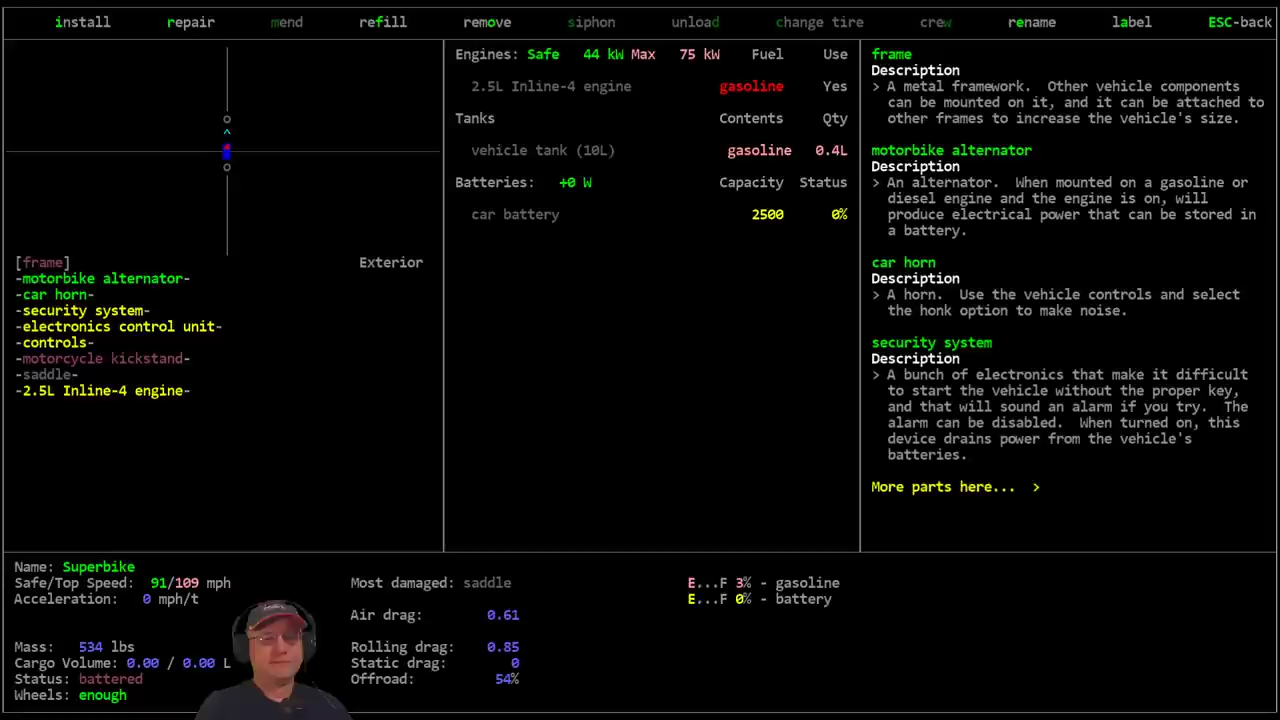 install repair mend refill remove siphon unload change tire crew rename label ESC-back
[frame] Exterior
-motorbike alternator-
-car horn-
-security system-
-electronics control unit-
-controls-
-motorcycle kickstand-
-saddle-
-2.5L Inline-4 engine-
Engines: Safe 44 kW Max 75 kW Fuel Use
2.5L Inline-4 engine gasoline Yes
Tanks Contents Qty
vehicle tank (10L) gasoline 0.4L
Batteries: +0 W Capacity Status
car battery 2500 0%
frame
Description
> A metal framework. Other vehicle components
can be mounted on it, and it can be attached to
other frames to increase the vehicle's size.
motorbike alternator
Description
> An alternator. When mounted on a gasoline or
diesel engine and the engine is on, will
produce electrical power that can be stored in
a battery.
car horn
Description
> A horn. Use the vehicle controls and select
the honk option to make noise.
security system
Description
> A bunch of electronics that make it difficult
to start the vehicle without the proper key,
and that will sound an alarm if you try. The
alarm can be disabled. When turned on, this
device drains power from the vehicle's
batteries.
More parts here... >
Name: Superbike
Safe/Top Speed: 91/109 mph
Acceleration: 0 mph/t
Mass: 534 lbs
Cargo Volume: 0.00 / 0.00 L
Status: battered
Wheels: enough
Most damaged: saddle
Air drag: 0.61
Rolling drag: 0.85
Static drag: 0
Offroad: 54%
E...F 3% - gasoline
E...F 0% - battery